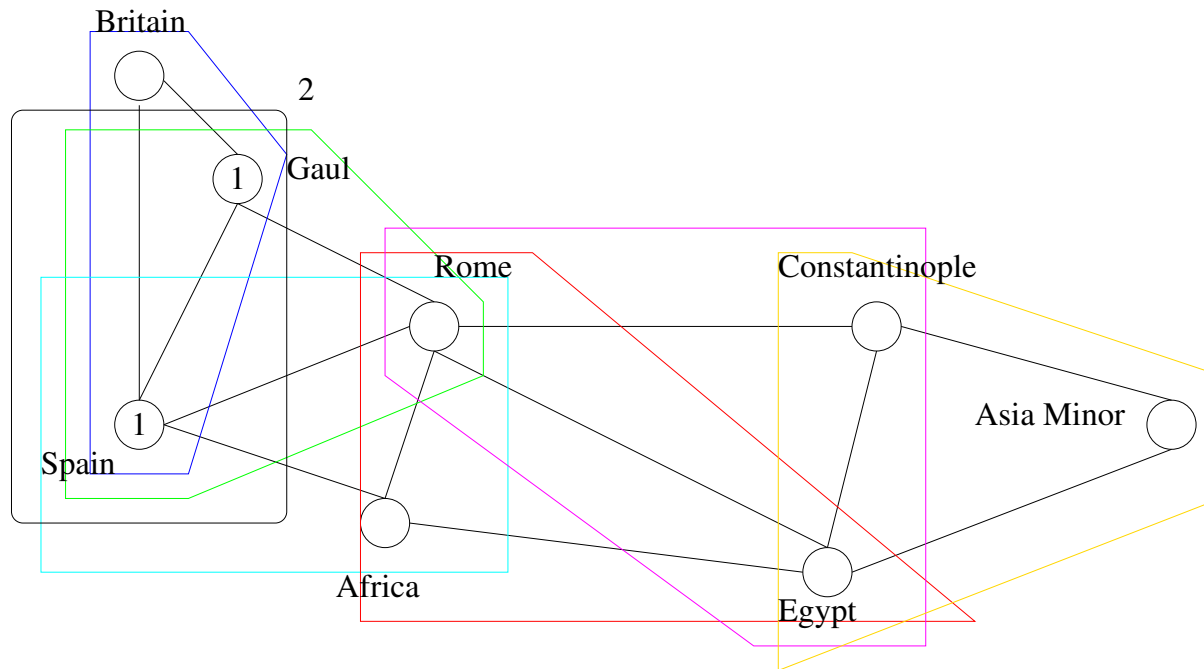 Britain
2
Gaul
1
Rome
Constantinople
Asia Minor
1
Spain
Africa
Egypt